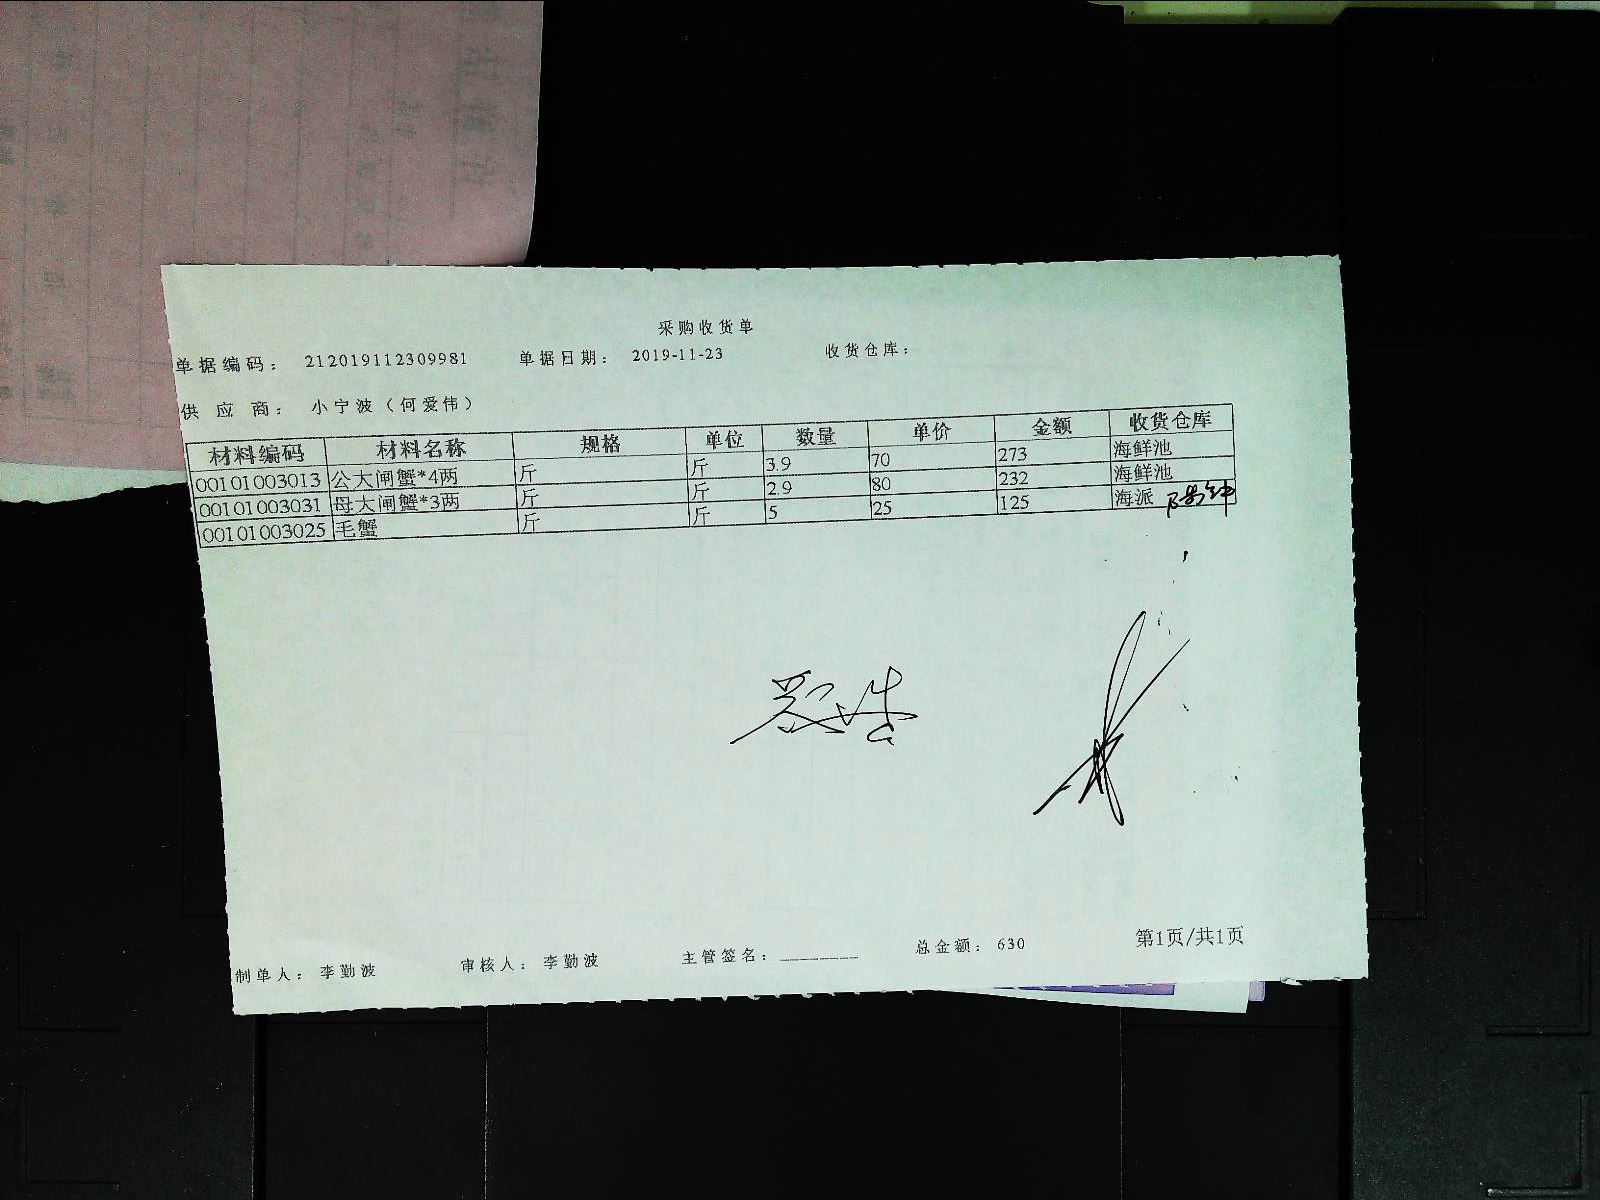 采购收货单
单据编码： 212019112309981 单据日期： 2019-11-23 收货仓库：
供 应 商： 小宁波（何爱伟）
材料编码 材料名称 规格 单位 数量 单价 金额 收货仓库
00101003013 公大闸蟹*4两 斤 斤 3.9 70 273 海鲜池
00101003031 母大闸蟹*3两 斤 斤 2.9 80 232 海鲜池
00101003025 毛蟹 斤 斤 5 25 125 海派
制单人： 李勤波 审核人： 李勤波 主管签名：________ 总金额： 630 第1页/共1页